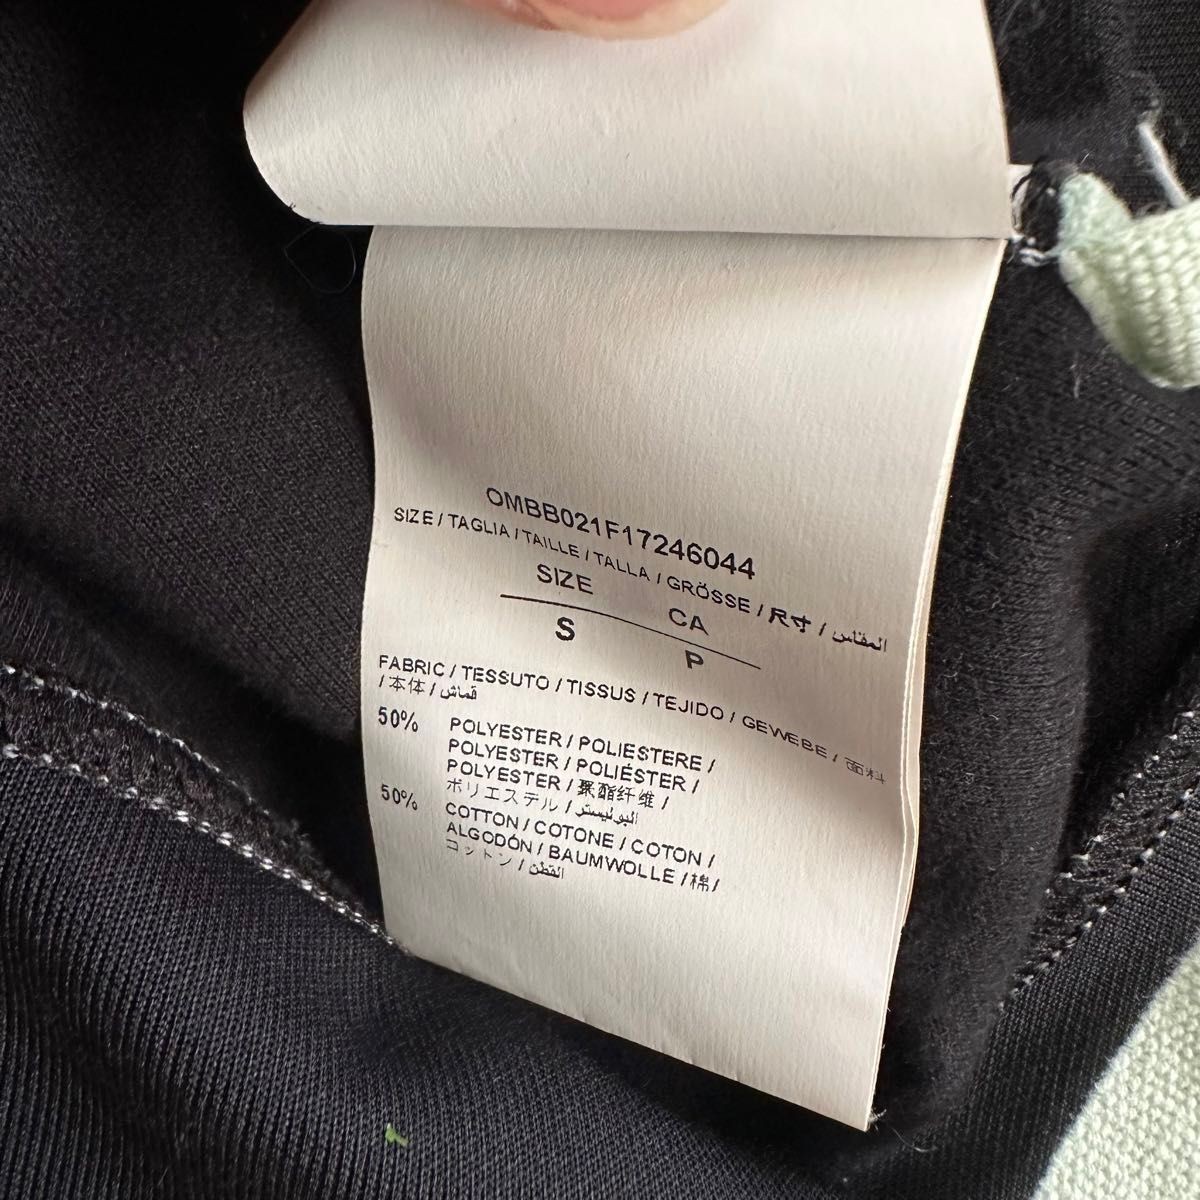 OMBB021F17246044
SIZE / TAGLIA / TAILLE / TALLA / GRÖSSE / 尺寸 / المقاس
SIZE CA
S P
FABRIC / TESSUTO / TISSUS / TEJIDO / GEWEBE / 面料
/ 本体 / قماش
50% POLYESTER / POLIESTERE /
POLYESTER / POLIÉSTER /
POLYESTER / 聚酯纤维 /
ポリエステル / البوليستر
50% COTTON / COTONE / COTON /
ALGODÓN / BAUMWOLLE / 棉 /
コットン / القطن